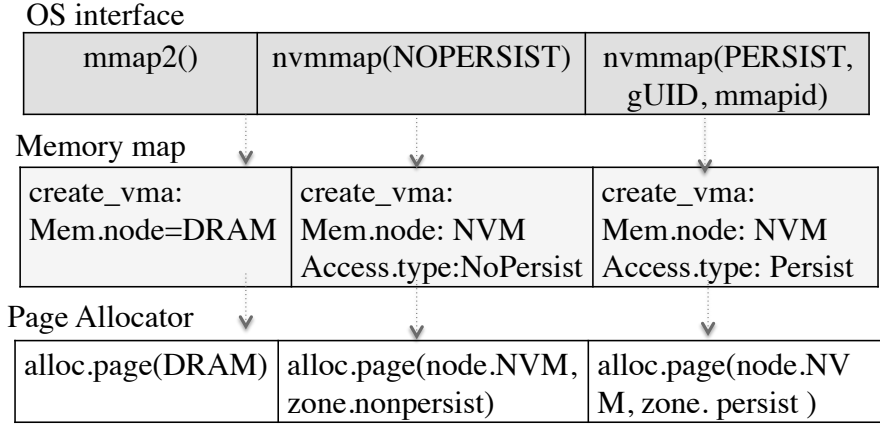 OS interface
mmap2()
nvmmap(NOPERSIST)
nvmmap(PERSIST,
gUID, mmapid)
Memory map
create_vma:
Mem.node=DRAM
create_vma:
Mem.node: NVM
Access.type:NoPersist
create_vma:
Mem.node: NVM
Access.type: Persist
Page Allocator
alloc.page(DRAM)
alloc.page(node.NVM,
zone.nonpersist)
alloc.page(node.NV
M, zone. persist )